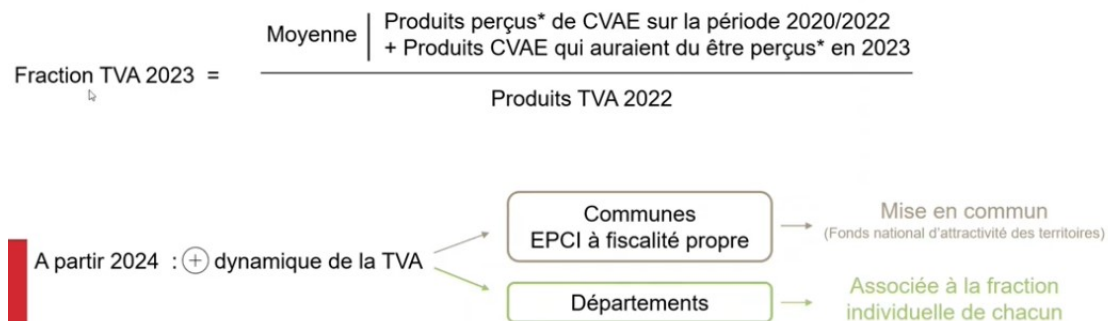 Moyenne
Produits perçus* de CVAE sur la période 2020/2022
+ Produits CVAE qui auraient du être perçus* en 2023
Fraction TVA 2023 =
Produits TVA 2022
Communes
EPCI à fiscalité propre
Mise en commun
(Fonds national d'attractivité des territoires)
A partir 2024 : + dynamique de la TVA
Départements
Associée à la fraction
individuelle de chacun